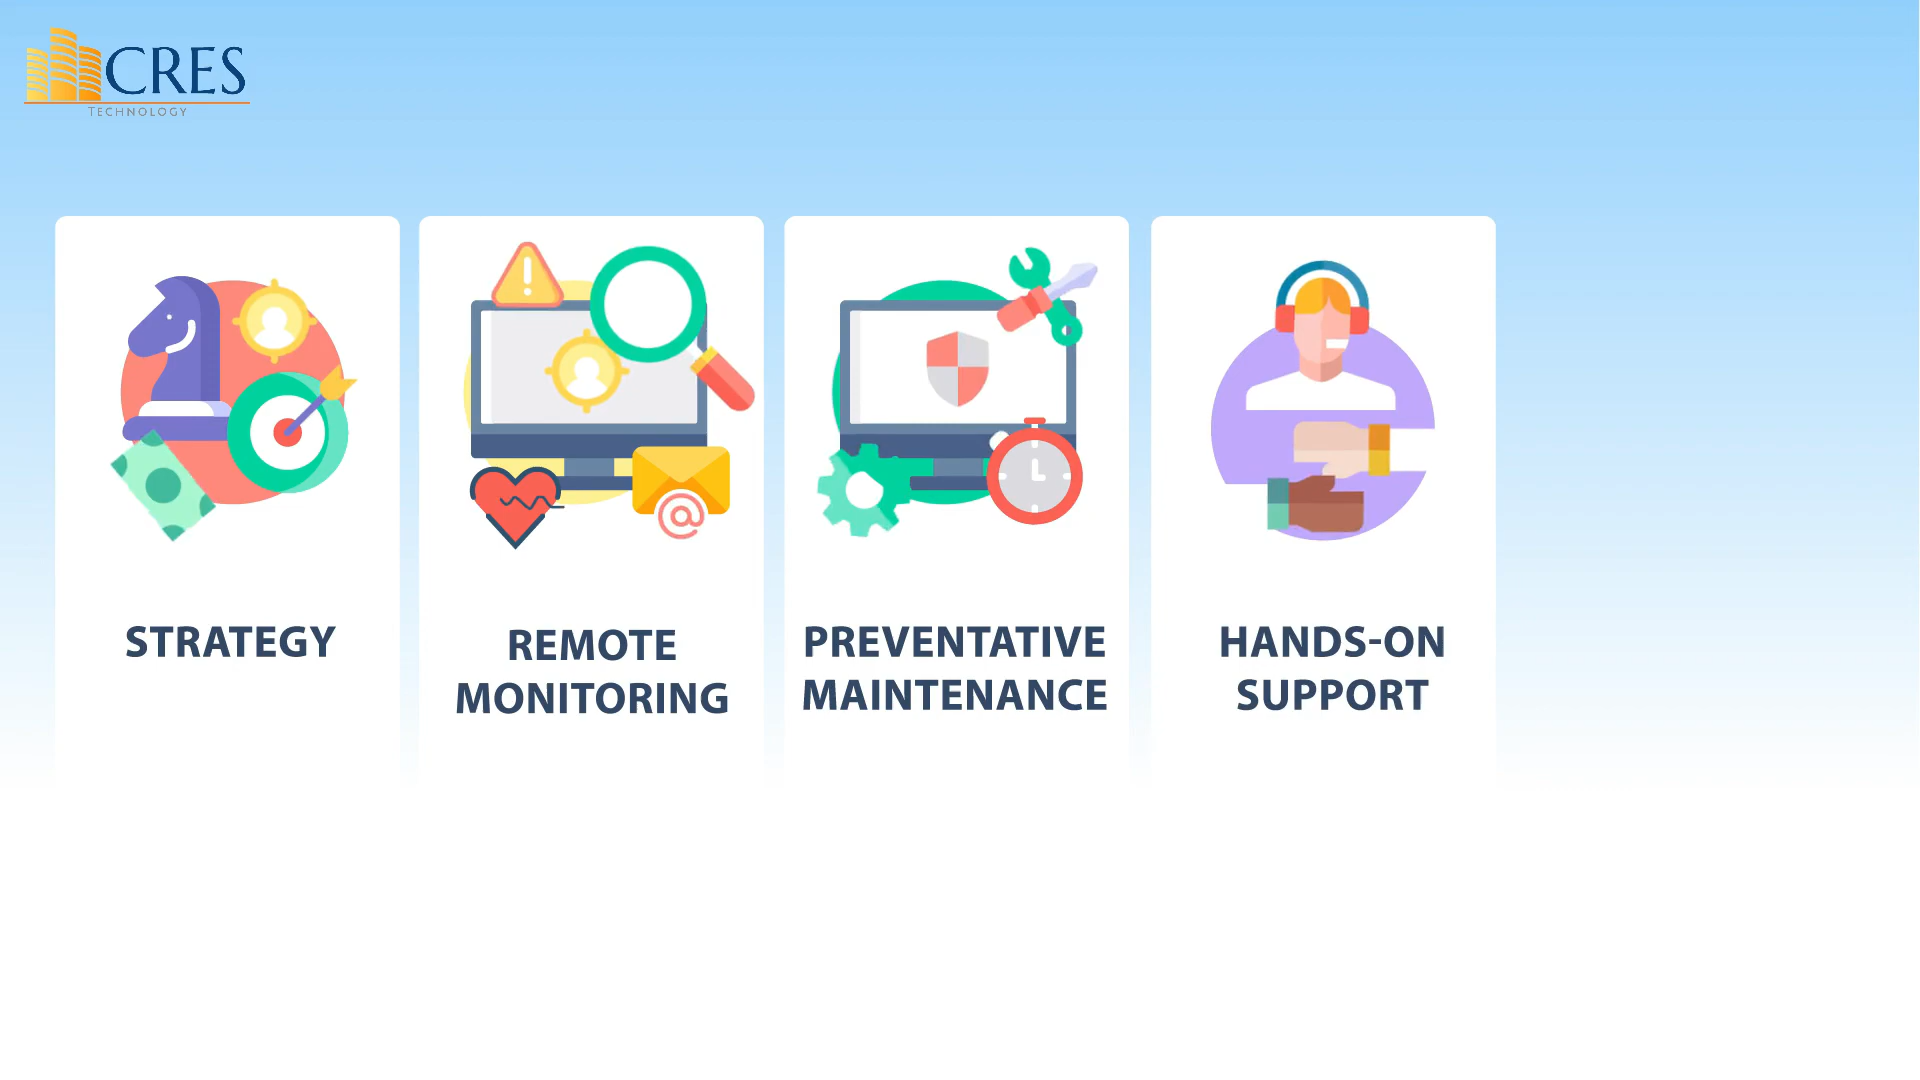 CRES
TECHNOLOGY
STRATEGY
REMOTE
MONITORING
PREVENTATIVE
MAINTENANCE
HANDS-ON
SUPPORT